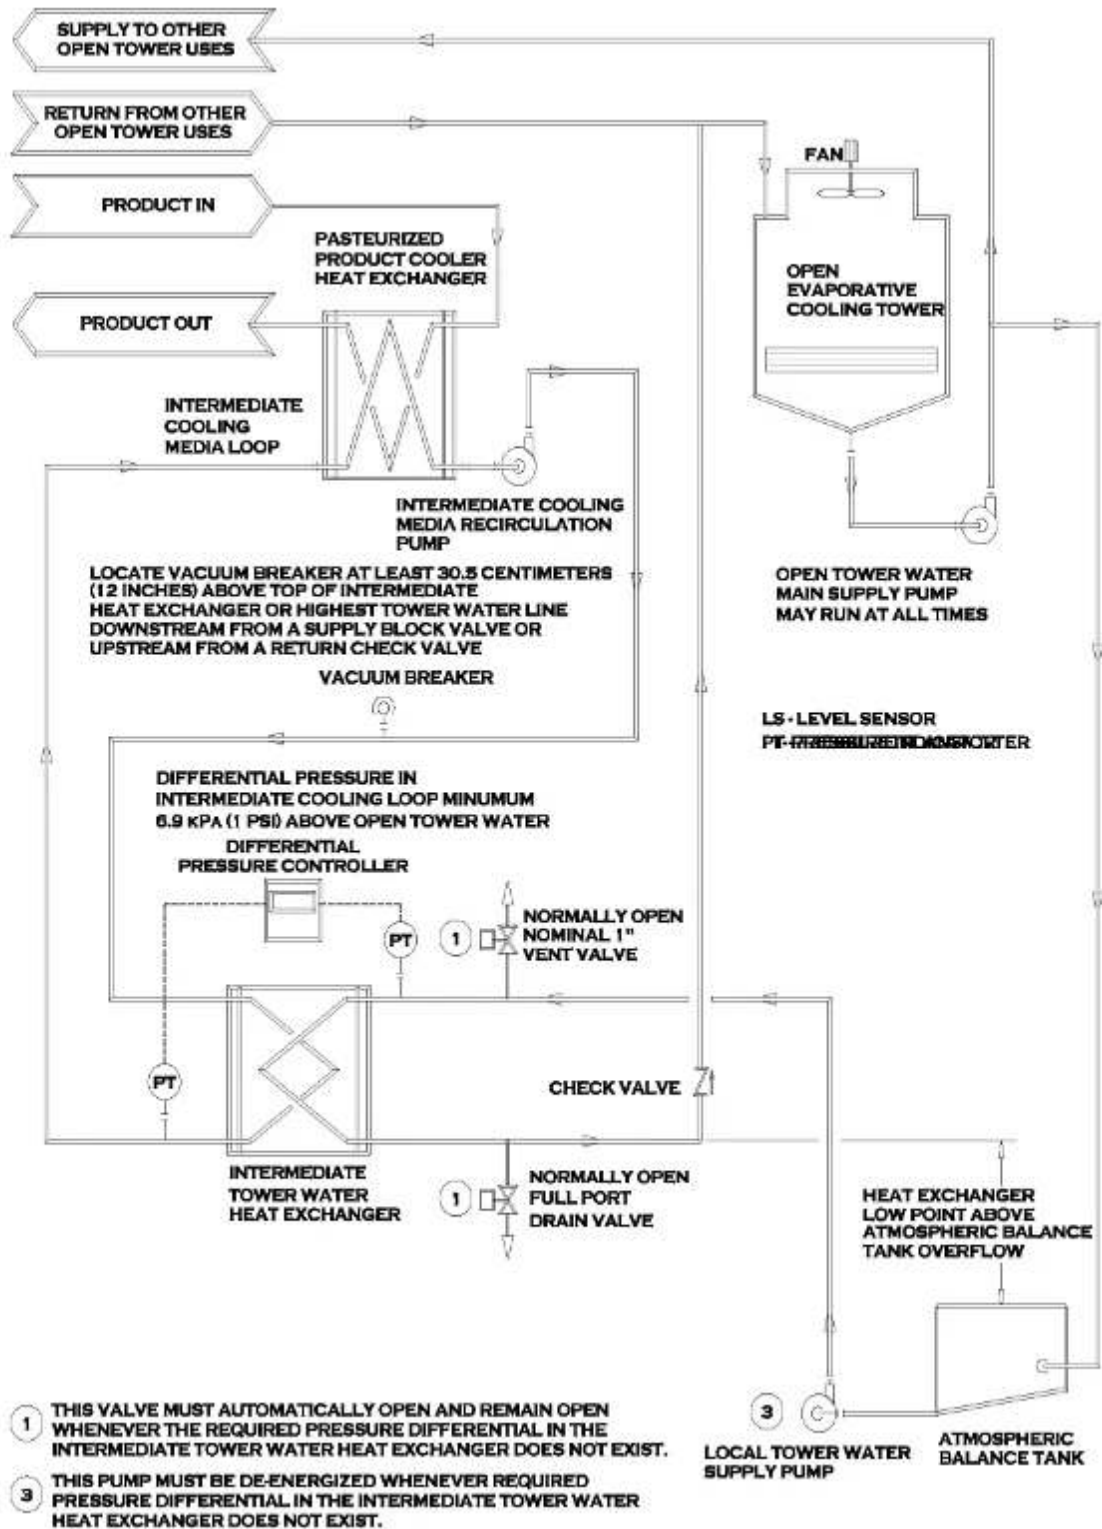 SUPPLY TO OTHER
OPEN TOWER USES
RETURN FROM OTHER
OPEN TOWER USES
FAN
PRODUCT IN
PASTEURIZED
PRODUCT COOLER
HEAT EXCHANGER
OPEN
EVAPORATIVE
COOLING TOWER
PRODUCT OUT
INTERMEDIATE
COOLING
MEDIA LOOP
INTERMEDIATE COOLING
MEDIA RECIRCULATION
PUMP
OPEN TOWER WATER
MAIN SUPPLY PUMP
MAY RUN AT ALL TIMES
LOCATE VACUUM BREAKER AT LEAST 30.5 CENTIMETERS
(12 INCHES) ABOVE TOP OF INTERMEDIATE
HEAT EXCHANGER OR HIGHEST TOWER WATER LINE
DOWNSTREAM FROM A SUPPLY BLOCK VALVE OR
UPSTREAM FROM A RETURN CHECK VALVE
VACUUM BREAKER
LS - LEVEL SENSOR
DIFFERENTIAL PRESSURE IN
INTERMEDIATE COOLING LOOP MINUMUM
6.9 KPA (1 PSI) ABOVE OPEN TOWER WATER
DIFFERENTIAL
PRESSURE CONTROLLER
PT
1
NORMALLY OPEN
NOMINAL 1"
VENT VALVE
PT
CHECK VALVE
INTERMEDIATE
TOWER WATER
HEAT EXCHANGER
1
NORMALLY OPEN
FULL PORT
DRAIN VALVE
HEAT EXCHANGER
LOW POINT ABOVE
ATMOSPHERIC BALANCE
TANK OVERFLOW
3
LOCAL TOWER WATER
SUPPLY PUMP
ATMOSPHERIC
BALANCE TANK
1 THIS VALVE MUST AUTOMATICALLY OPEN AND REMAIN OPEN
WHENEVER THE REQUIRED PRESSURE DIFFERENTIAL IN THE
INTERMEDIATE TOWER WATER HEAT EXCHANGER DOES NOT EXIST.
3 THIS PUMP MUST BE DE-ENERGIZED WHENEVER REQUIRED
PRESSURE DIFFERENTIAL IN THE INTERMEDIATE TOWER WATER
HEAT EXCHANGER DOES NOT EXIST.